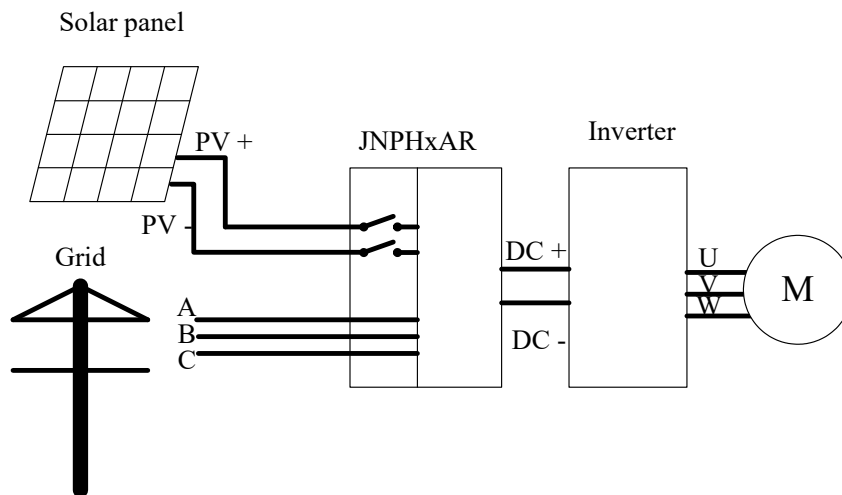 Solar panel
PV +
JNPHxAR
Inverter
PV -
Grid
DC +
U
V
W
M
A
B
C
DC -